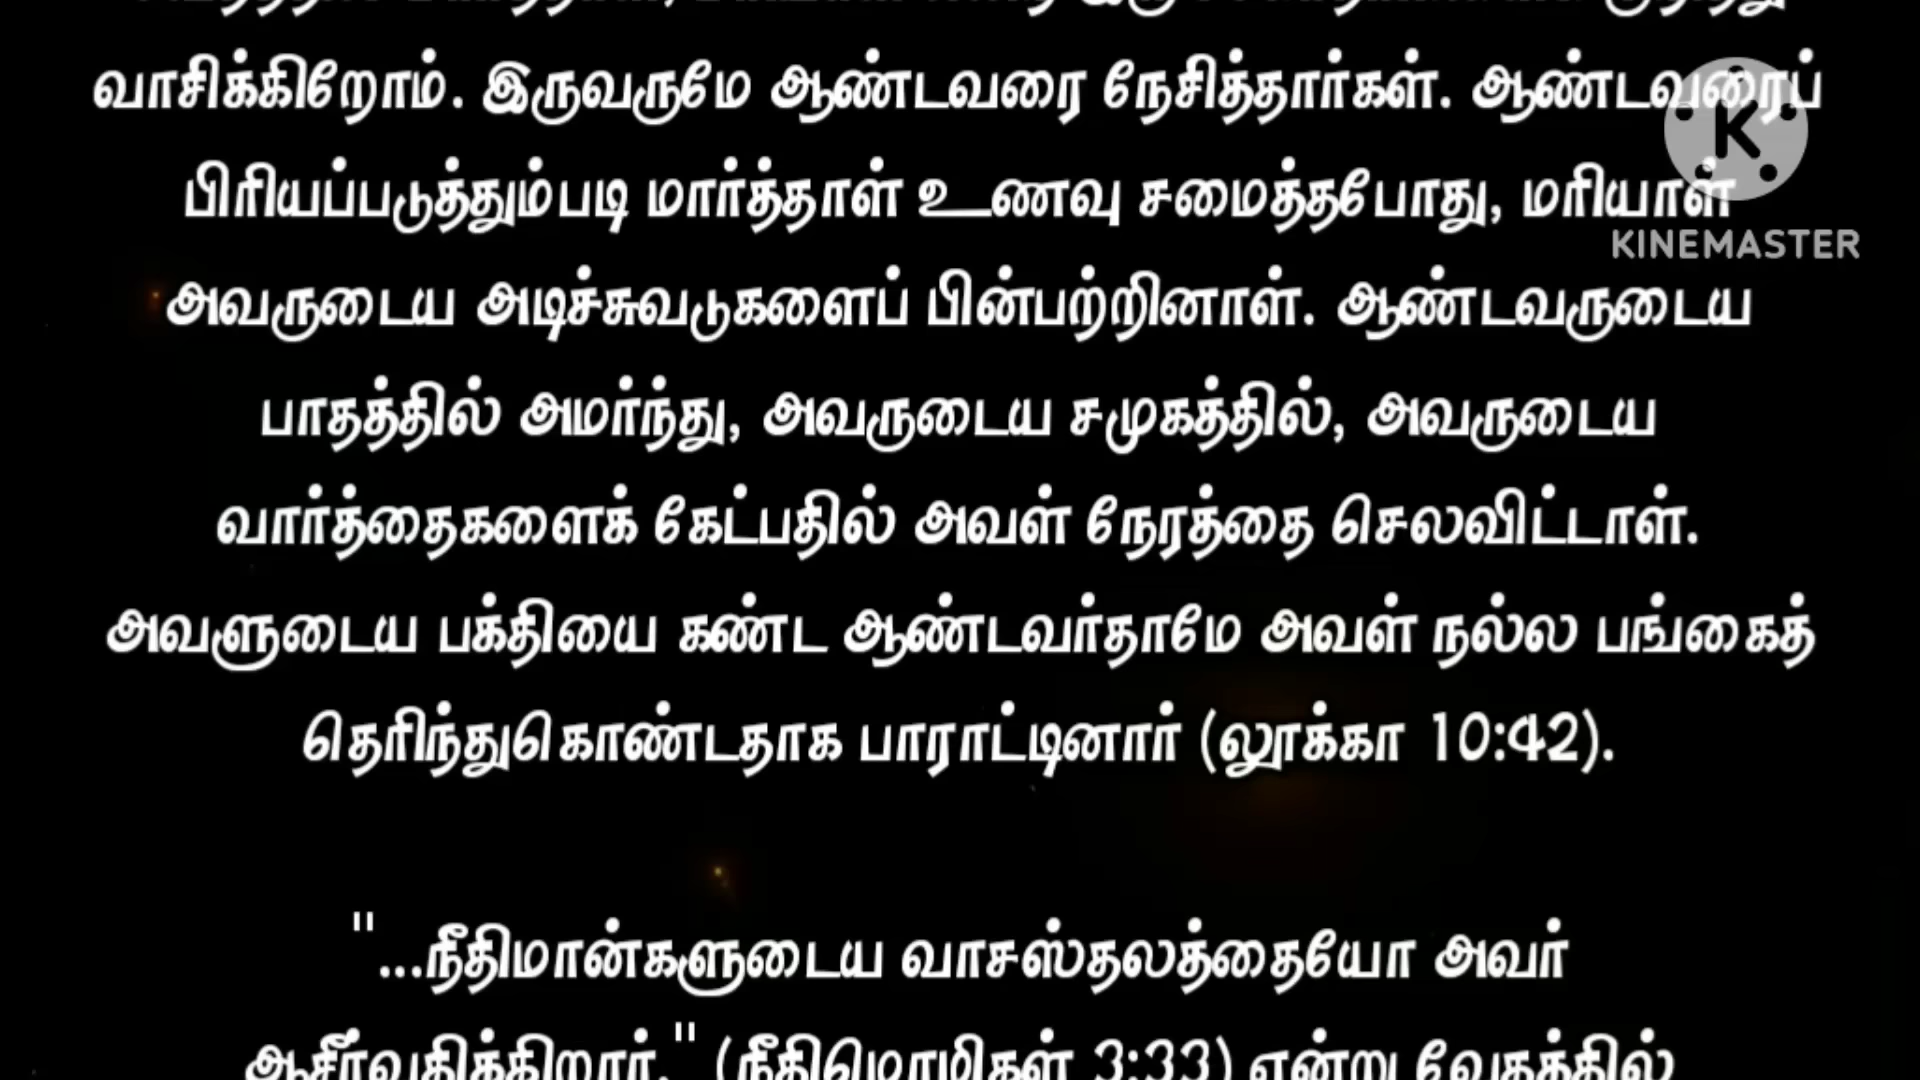 வாசிக்கிறோம். இருவருமே ஆண்டவரை நேசித்தார்கள். ஆண்டவரைப்
பிரியப்படுத்தும்படி மார்த்தாள் உணவு சமைத்தபோது, மரியாள்
KINEMASTER
அவருடைய அடிச்சுவடுகளைப் பின்பற்றினாள். ஆண்டவருடைய
பாதத்தில் அமர்ந்து, அவருடைய சமுகத்தில், அவருடைய
வார்த்தைகளைக் கேட்பதில் அவள் நேரத்தை செலவிட்டாள்.
அவளுடைய பக்தியை கண்ட ஆண்டவர்தாமே அவள் நல்ல பங்கைத்
தெரிந்துகொண்டதாக பாராட்டினார் (லூக்கா 10:42).
"...நீதிமான்களுடைய வாசஸ்தலத்தையோ அவர்
ஆசீர்வதிக்கிறார்." (நீதிமொழிகள் 3:33) என்று வேதத்தில்